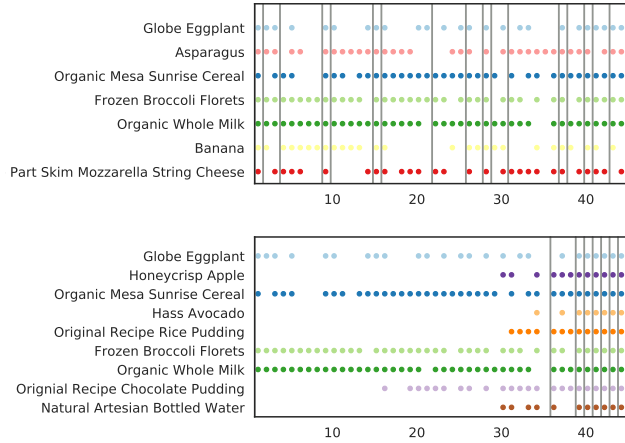 Globe Eggplant
Asparagus
Organic Mesa Sunrise Cereal
Frozen Broccoli Florets
Organic Whole Milk
Banana
Part Skim Mozzarella String Cheese
10 20 30 40
Globe Eggplant
Honeycrisp Apple
Organic Mesa Sunrise Cereal
Hass Avocado
Original Recipe Rice Pudding
Frozen Broccoli Florets
Organic Whole Milk
Orignial Recipe Chocolate Pudding
Natural Artesian Bottled Water
10 20 30 40